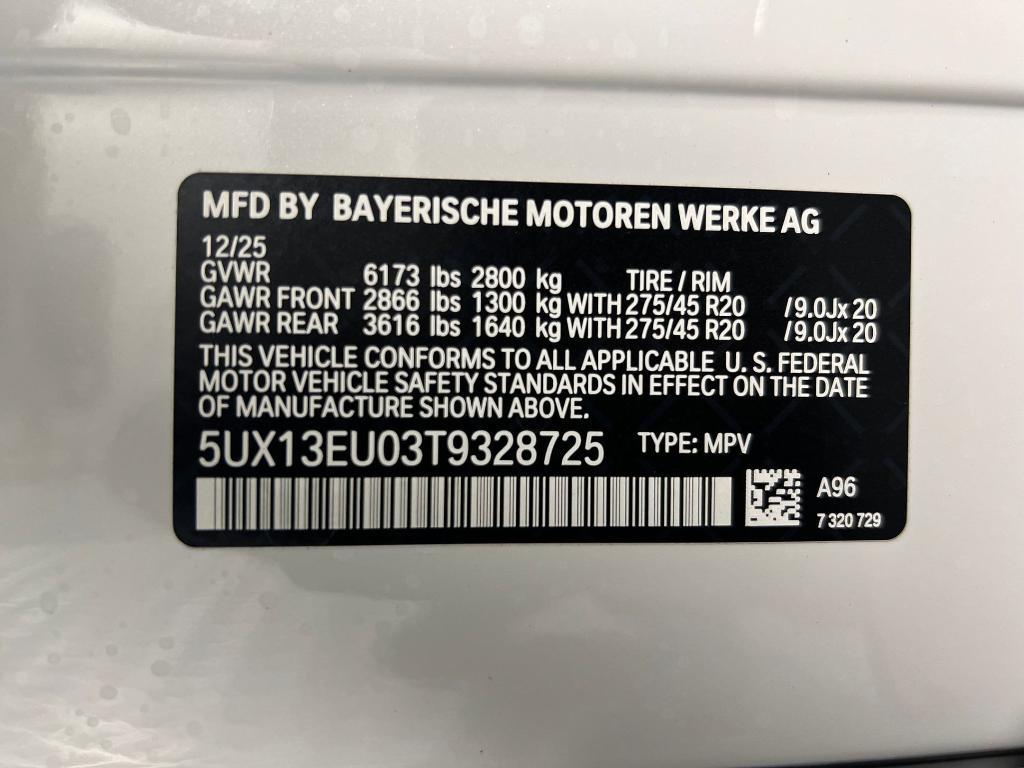 MFD BY BAYERISCHE MOTOREN WERKE AG
12/25
GVWR 6173 lbs 2800 kg TIRE / RIM
GAWR FRONT 2866 lbs 1300 kg WITH 275/45 R20 /9.0Jx 20
GAWR REAR 3616 lbs 1640 kg WITH 275/45 R20 /9.0Jx 20
THIS VEHICLE CONFORMS TO ALL APPLICABLE U. S. FEDERAL
MOTOR VEHICLE SAFETY STANDARDS IN EFFECT ON THE DATE
OF MANUFACTURE SHOWN ABOVE.
5UX13EU03T9328725 TYPE: MPV
A96
7 320 729